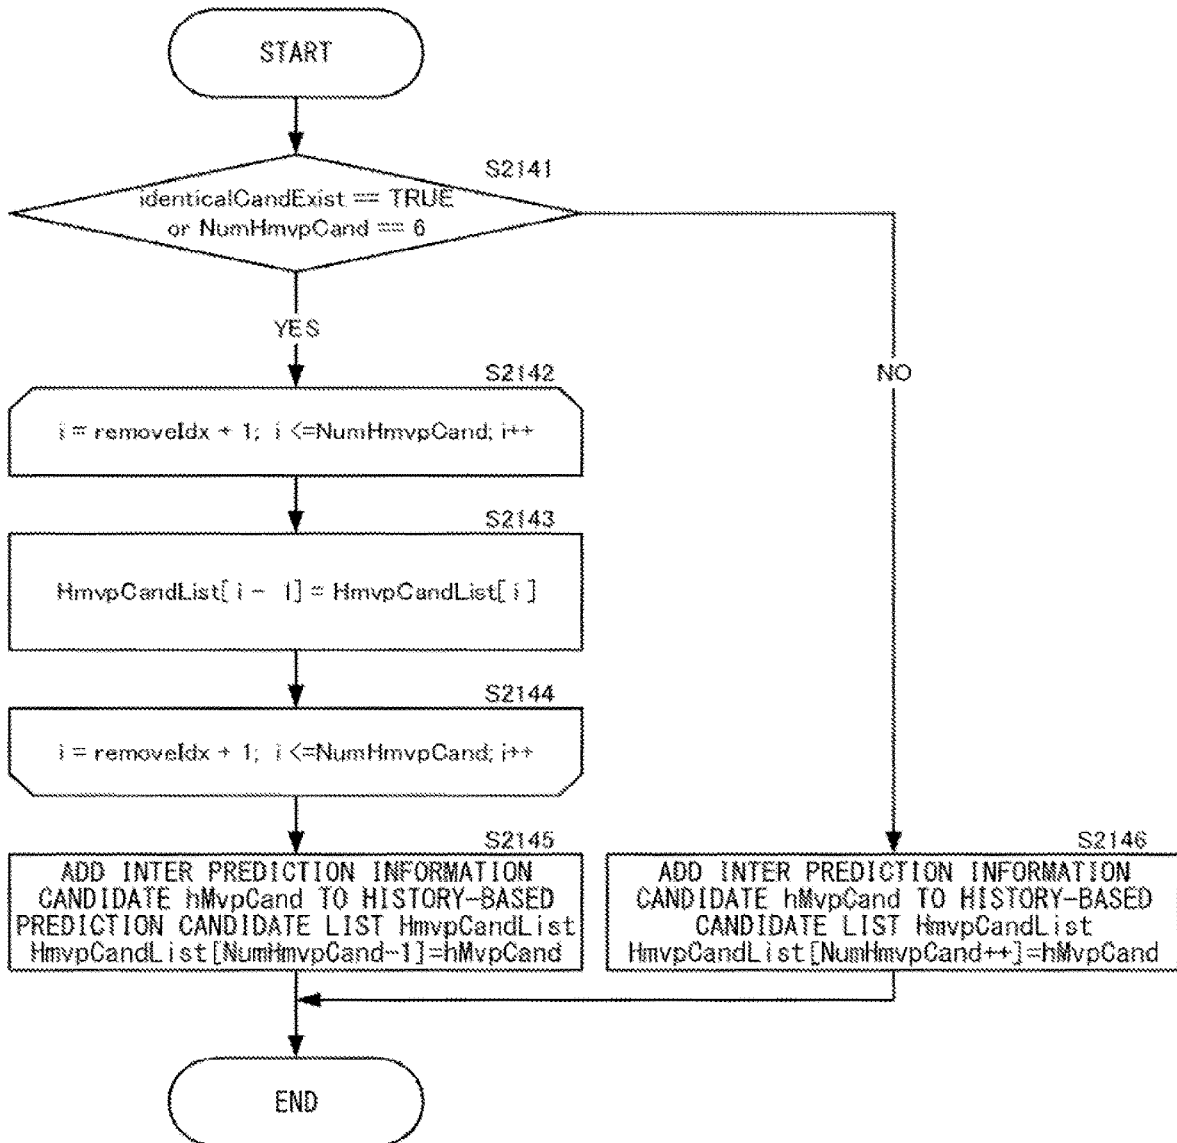 START
S2141
identicalCandExist == TRUE
or NumHmvpCand == 6
YES
NO
S2142
i = removeIdx + 1; i <=NumHmvpCand; i++
S2143
HmvpCandList[ i - 1] = HmvpCandList[ i ]
S2144
i = removeIdx + 1; i <=NumHmvpCand; i++
S2145
ADD INTER PREDICTION INFORMATION
CANDIDATE hMvpCand TO HISTORY-BASED
PREDICTION CANDIDATE LIST HmvpCandList
HmvpCandList[NumHmvpCand-1]=hMvpCand
S2146
ADD INTER PREDICTION INFORMATION
CANDIDATE hMvpCand TO HISTORY-BASED
CANDIDATE LIST HmvpCandList
HmvpCandList[NumHmvpCand++]=hMvpCand
END